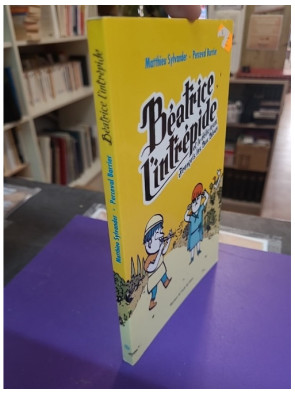 Matthieu Sylvander - Perceval Barrier
Béatrice
l'intrépide
Béatrice l'intrépide
Matthieu Sylvander - Perceval Barrier